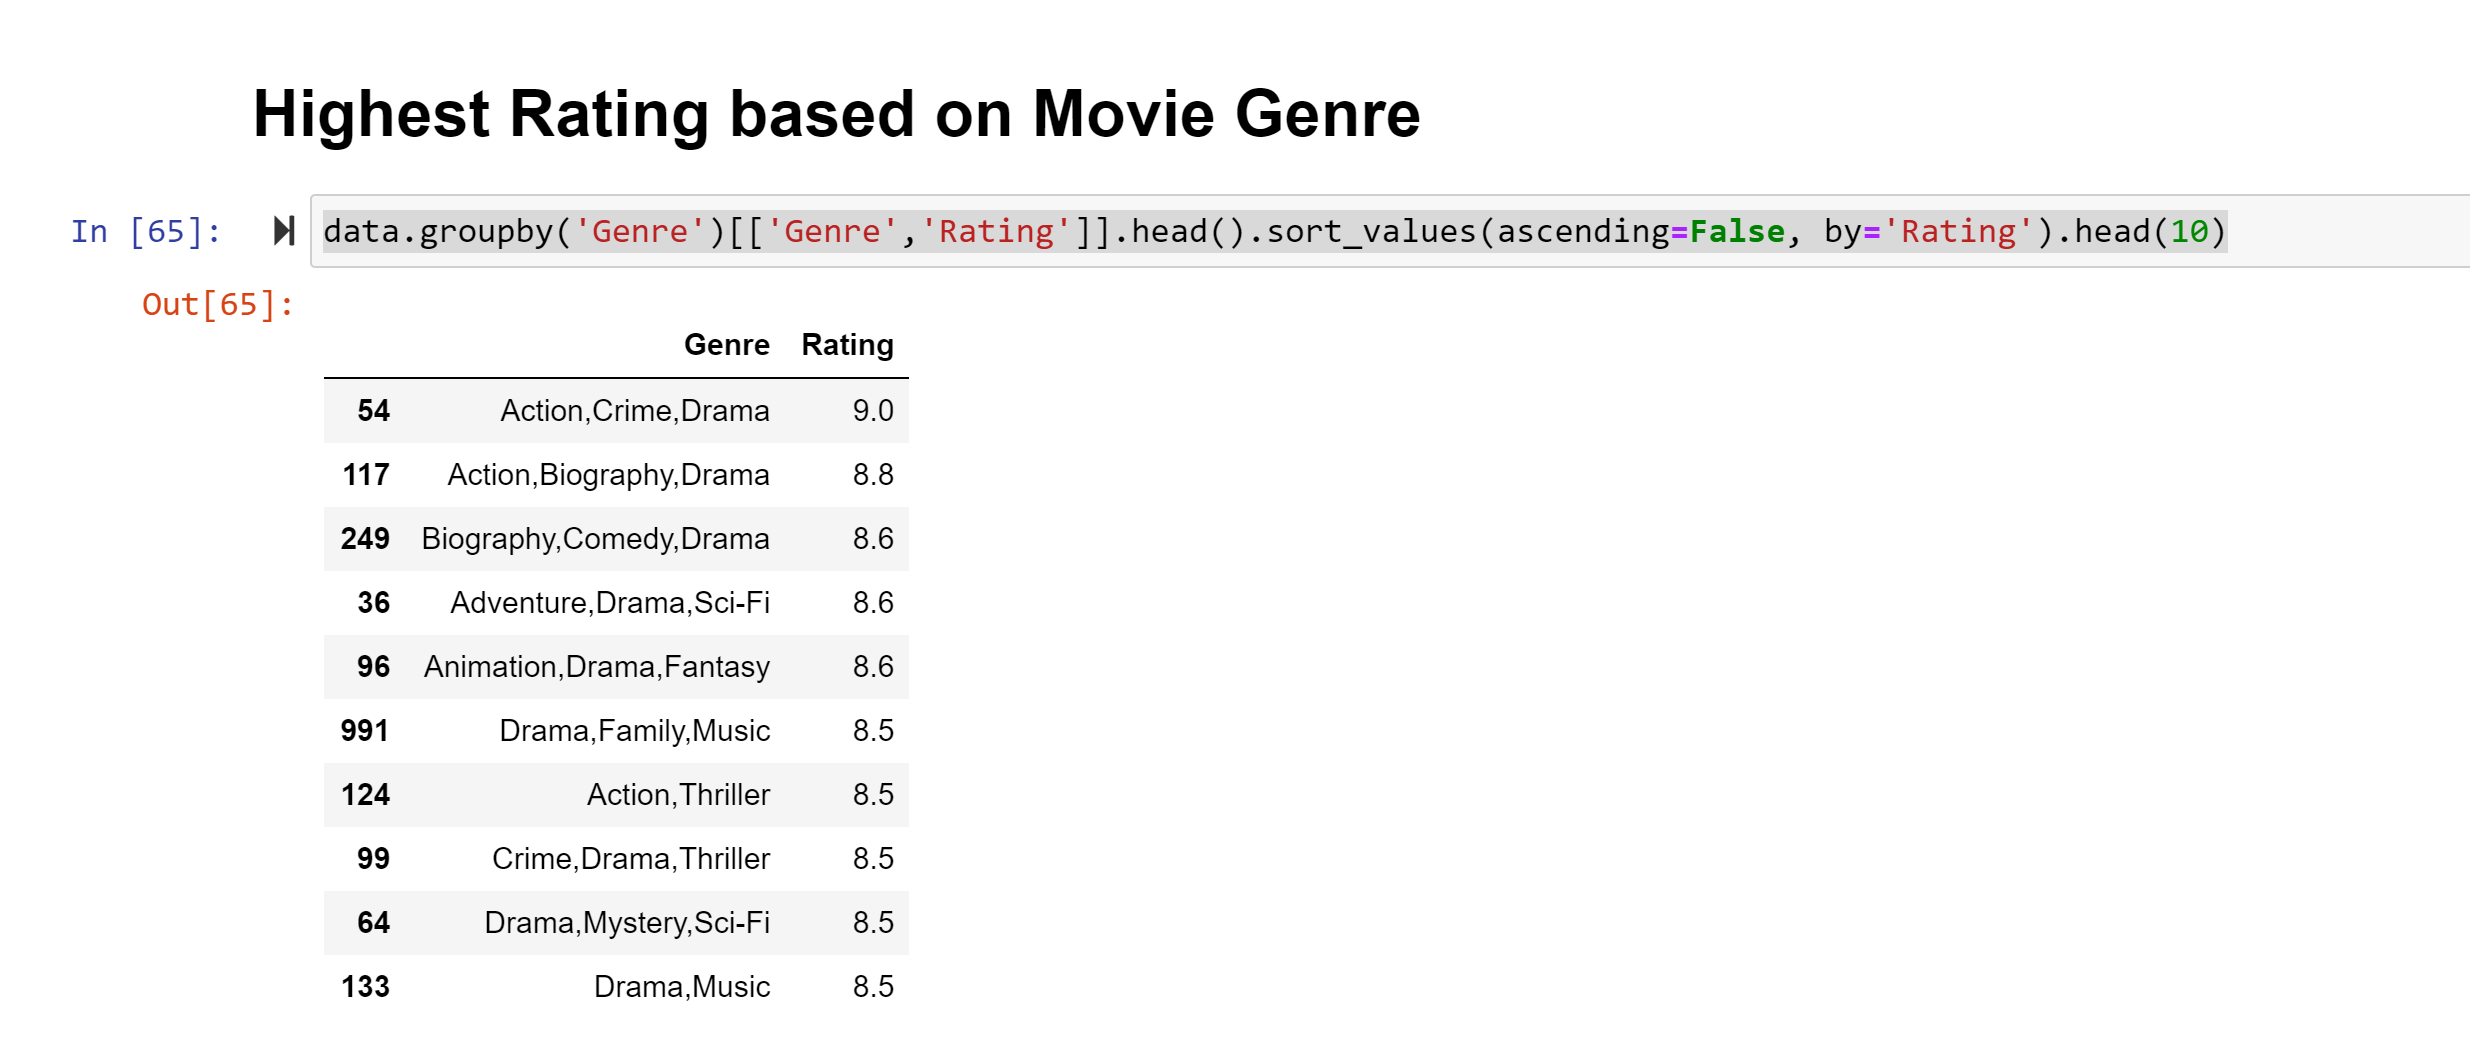 Highest Rating based on Movie Genre
In [65]: data.groupby('Genre')[['Genre','Rating']].head().sort_values(ascending=False, by='Rating').head(10)
Out[65]:
Genre Rating
54 Action,Crime,Drama 9.0
117 Action,Biography,Drama 8.8
249 Biography,Comedy,Drama 8.6
36 Adventure,Drama,Sci-Fi 8.6
96 Animation,Drama,Fantasy 8.6
991 Drama,Family,Music 8.5
124 Action,Thriller 8.5
99 Crime,Drama,Thriller 8.5
64 Drama,Mystery,Sci-Fi 8.5
133 Drama,Music 8.5